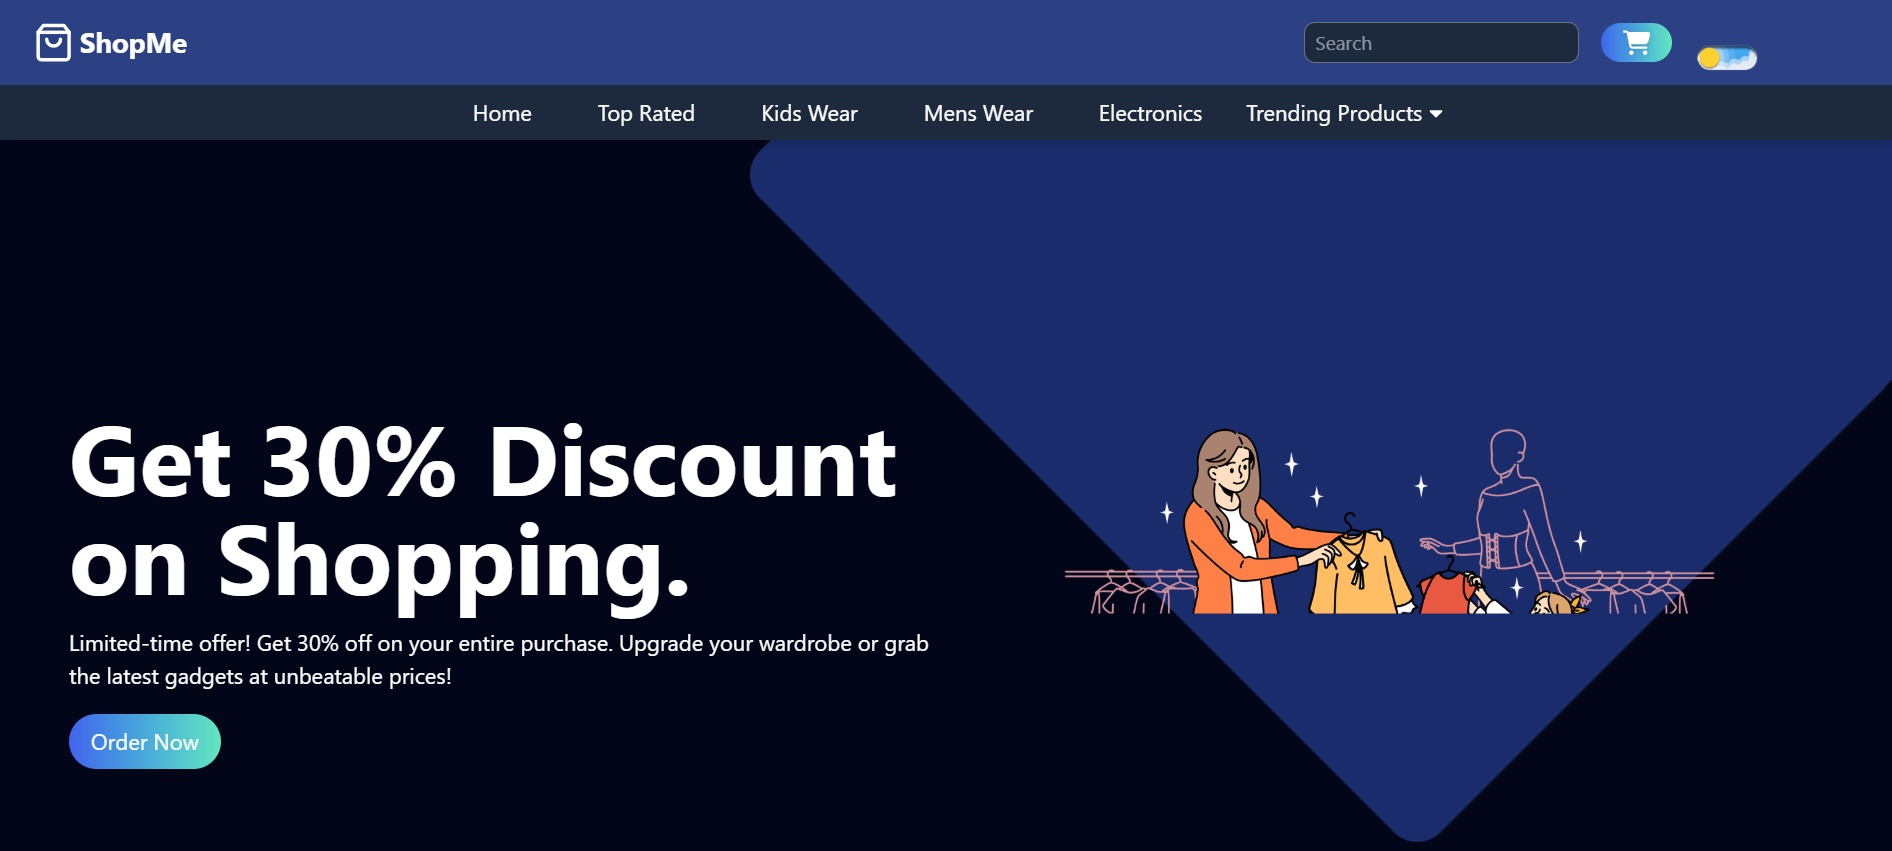 ShopMe
Search
Home Top Rated Kids Wear Mens Wear Electronics Trending Products
Get 30% Discount
on Shopping.
Limited-time offer! Get 30% off on your entire purchase. Upgrade your wardrobe or grab
the latest gadgets at unbeatable prices!
Order Now